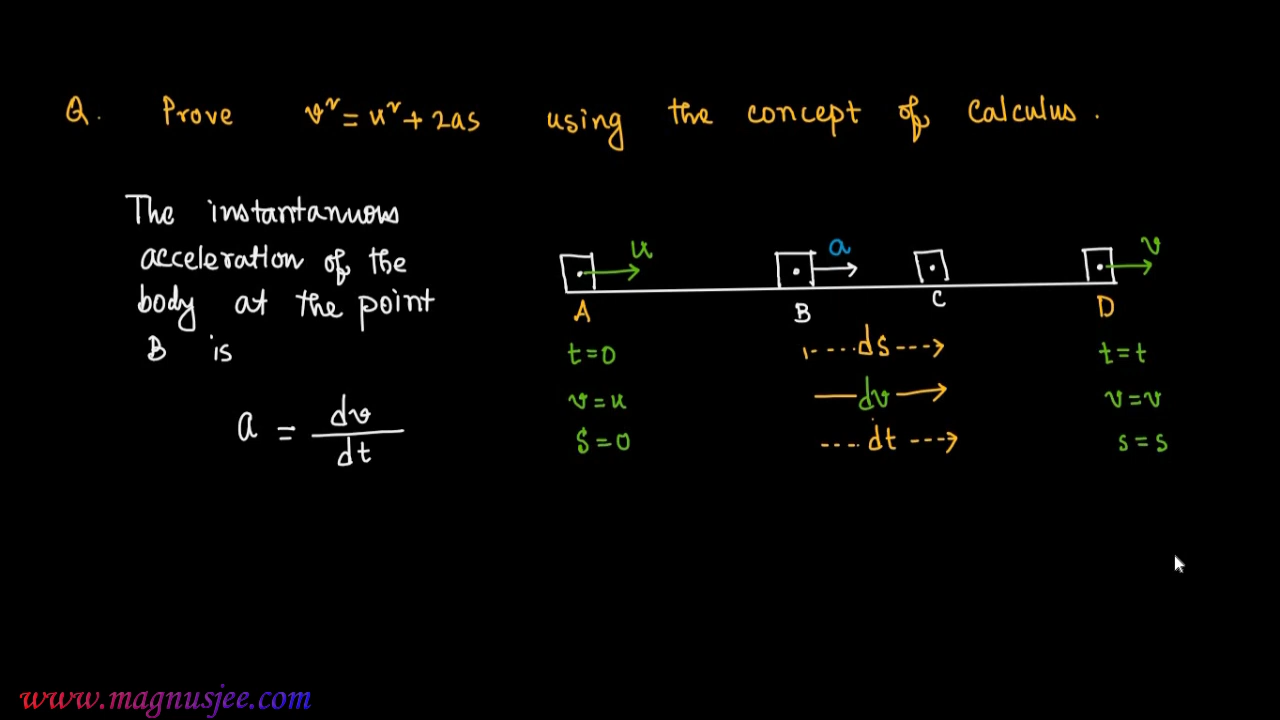 Q. Prove v² = u² + 2as using the concept of Calculus.
The instantanuous
acceleration of the
body at the point
B is
a = dv/dt
u a v
A B C D
t=0 ds t=t
v=u dv v=v
S=0 dt s=s
www.magnusjee.com